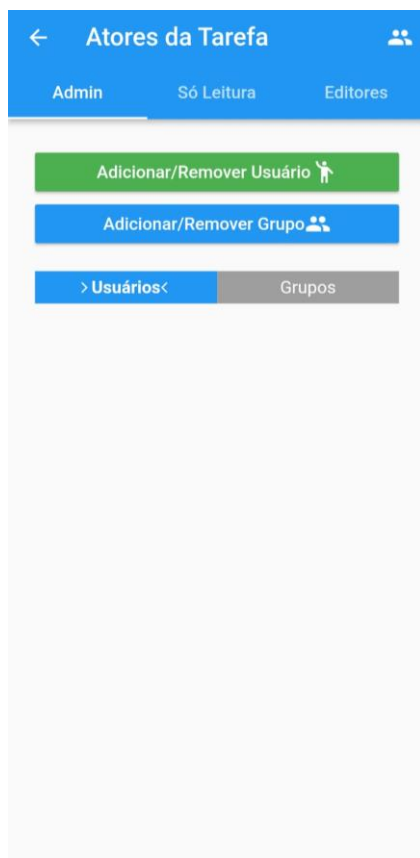 Atores da Tarefa
Admin Só Leitura Editores
Adicionar/Remover Usuário
Adicionar/Remover Grupo
>Usuários< Grupos